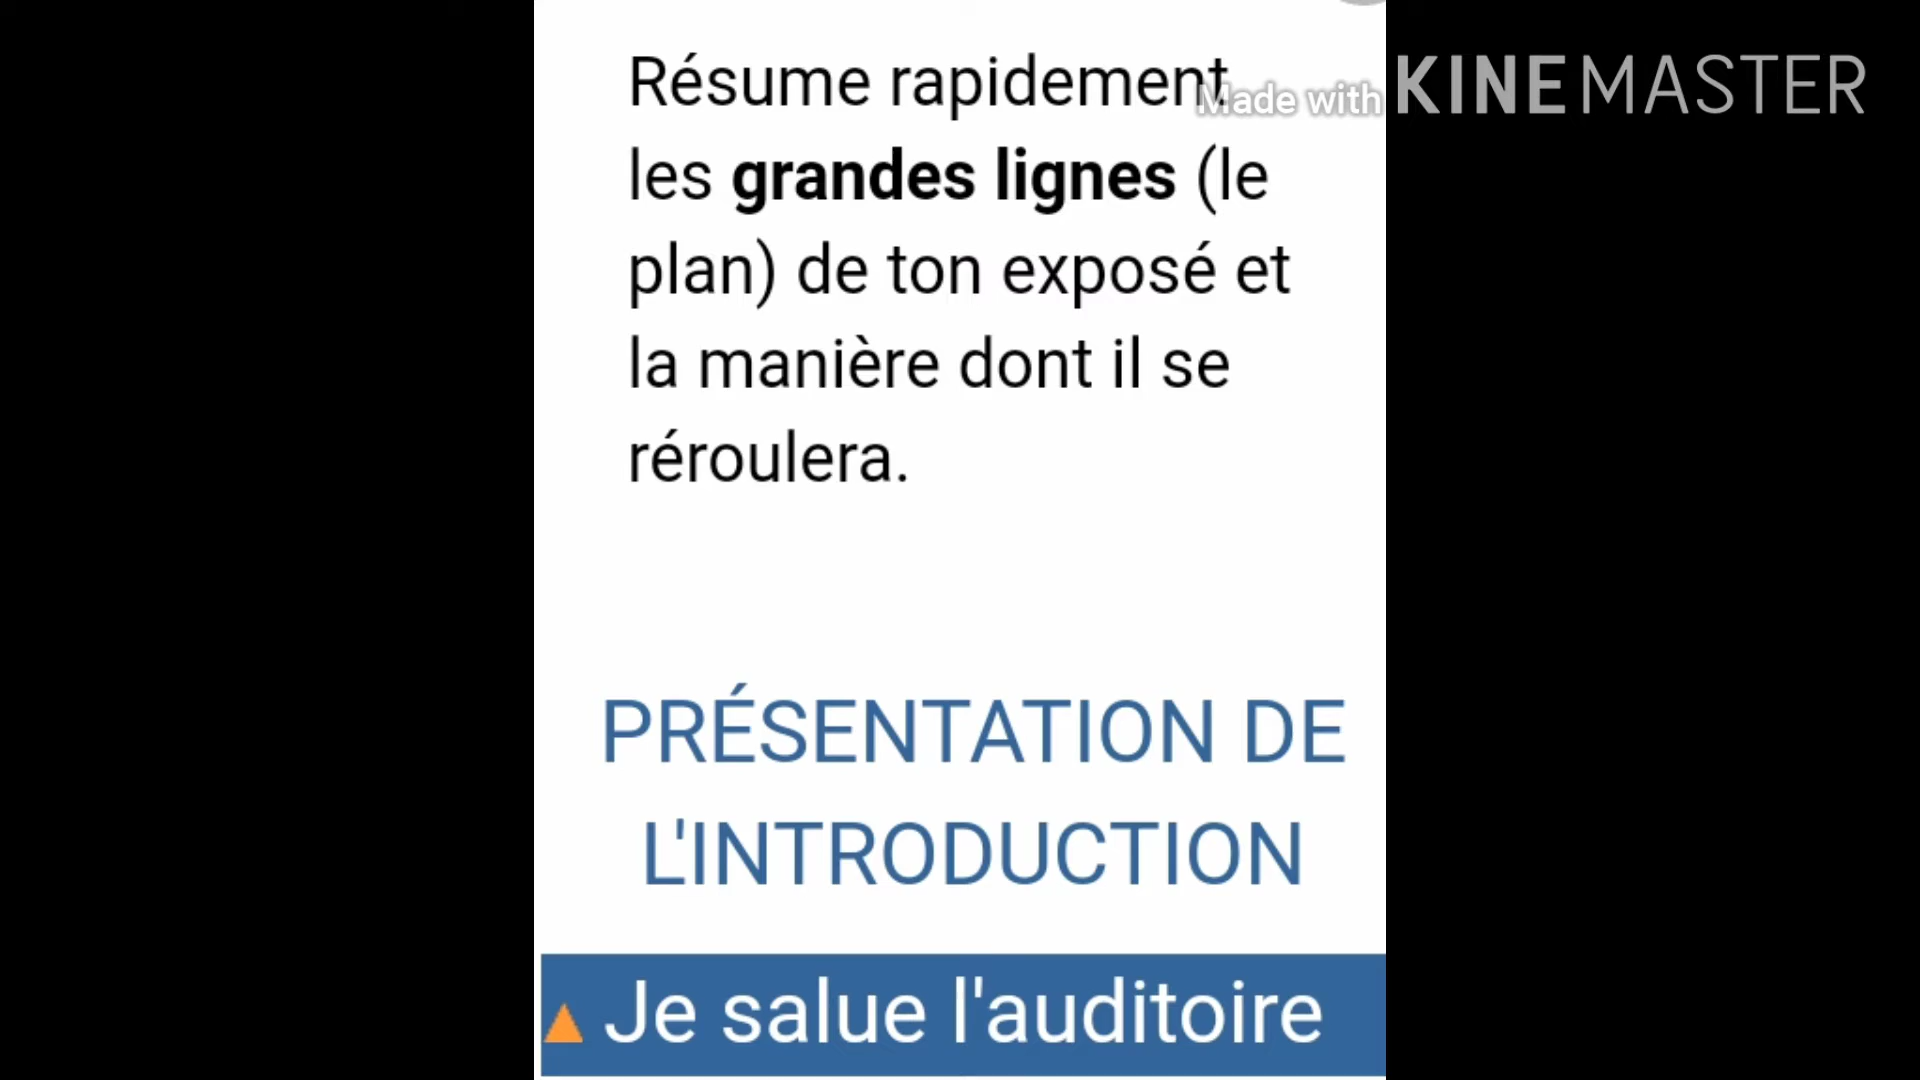 Résume rapidement
Made with KINEMASTER
les grandes lignes (le
plan) de ton exposé et
la manière dont il se
réroulera.
PRÉSENTATION DE
L'INTRODUCTION
Je salue l'auditoire